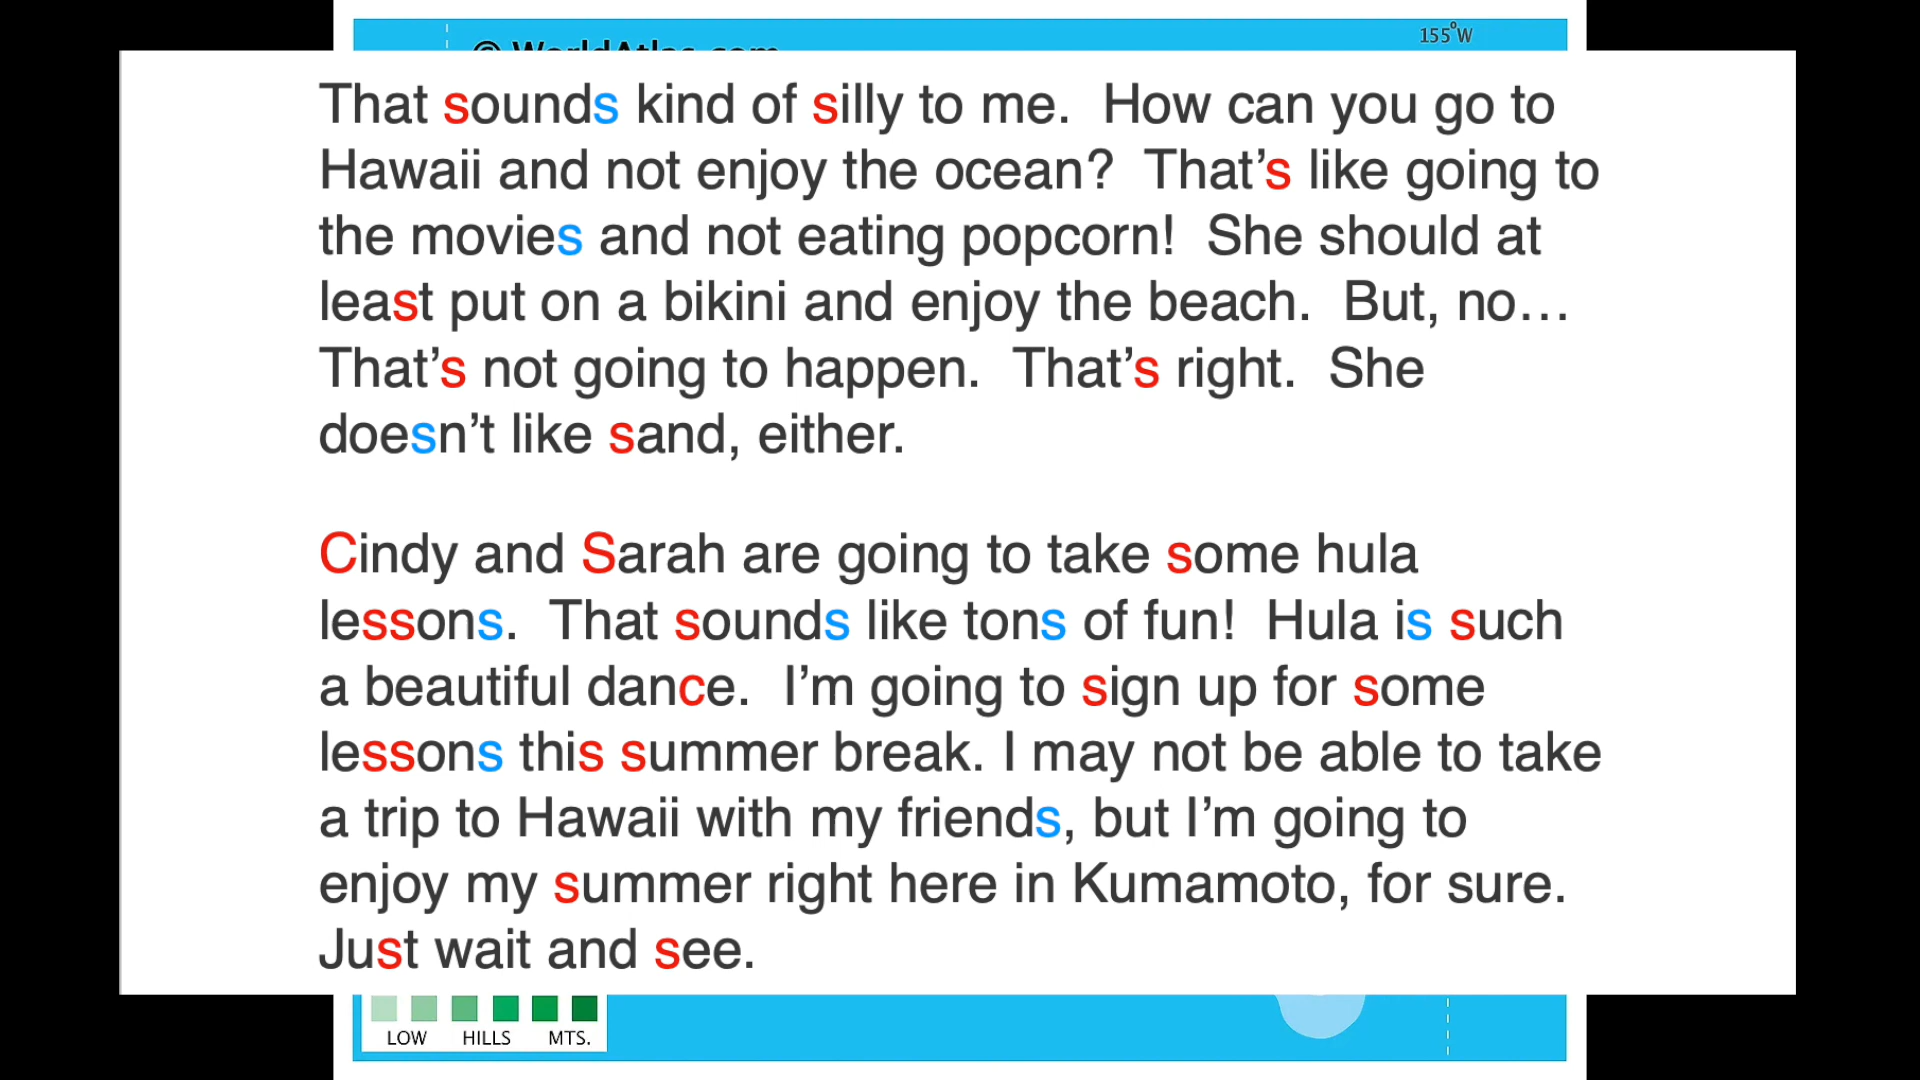 155°W
That sounds kind of silly to me. How can you go to
Hawaii and not enjoy the ocean? That’s like going to
the movies and not eating popcorn! She should at
least put on a bikini and enjoy the beach. But, no…
That’s not going to happen. That’s right. She
doesn’t like sand, either.
Cindy and Sarah are going to take some hula
lessons. That sounds like tons of fun! Hula is such
a beautiful dance. I’m going to sign up for some
lessons this summer break. I may not be able to take
a trip to Hawaii with my friends, but I’m going to
enjoy my summer right here in Kumamoto, for sure.
Just wait and see.
LOW HILLS MTS.